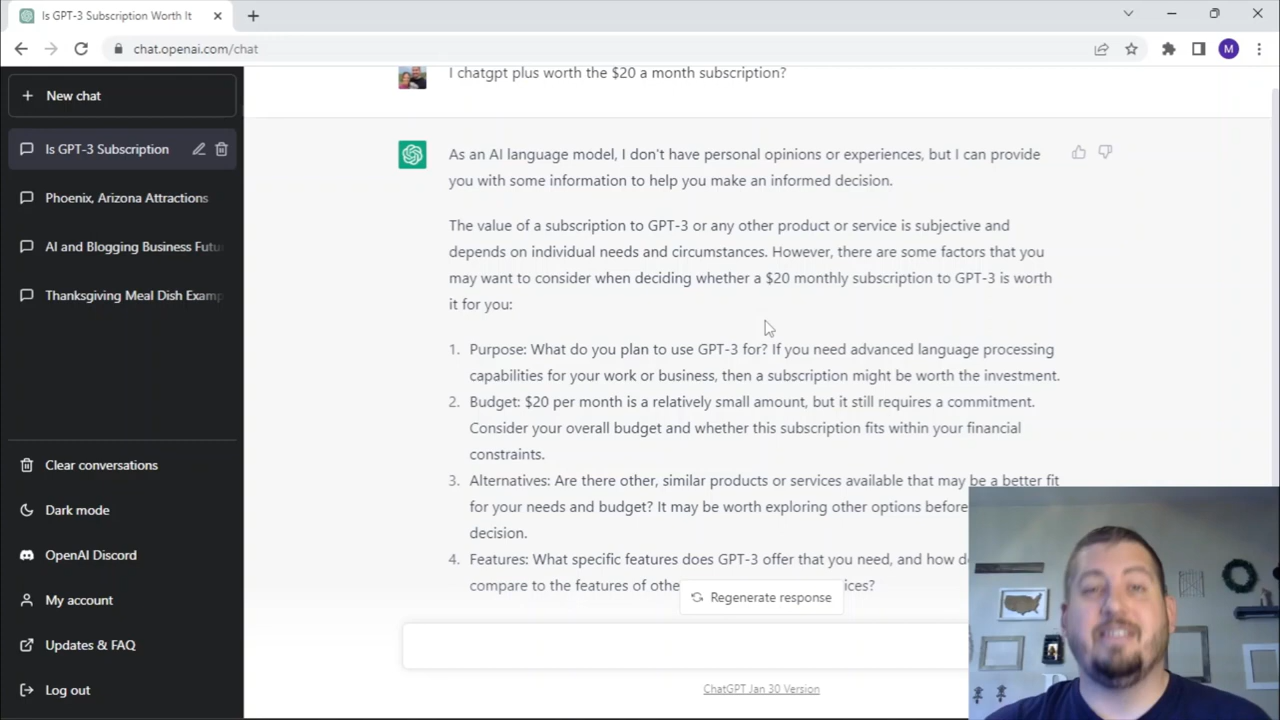 Is GPT-3 Subscription Worth It
chat.openai.com/chat
M
New chat
Is GPT-3 Subscription
Phoenix, Arizona Attractions
AI and Blogging Business Futu
Thanksgiving Meal Dish Examp
Clear conversations
Dark mode
OpenAI Discord
My account
Updates & FAQ
Log out
I chatgpt plus worth the $20 a month subscription?
As an AI language model, I don't have personal opinions or experiences, but I can provide
you with some information to help you make an informed decision.
The value of a subscription to GPT-3 or any other product or service is subjective and
depends on individual needs and circumstances. However, there are some factors that you
may want to consider when deciding whether a $20 monthly subscription to GPT-3 is worth
it for you:
1. Purpose: What do you plan to use GPT-3 for? If you need advanced language processing
capabilities for your work or business, then a subscription might be worth the investment.
2. Budget: $20 per month is a relatively small amount, but it still requires a commitment.
Consider your overall budget and whether this subscription fits within your financial
constraints.
3. Alternatives: Are there other, similar products or services available that may be a better fit
for your needs and budget? It may be worth exploring other options before
decision.
4. Features: What specific features does GPT-3 offer that you need, and how d
compare to the features of othe
ices?
Regenerate response
ChatGPT Jan 30 Version